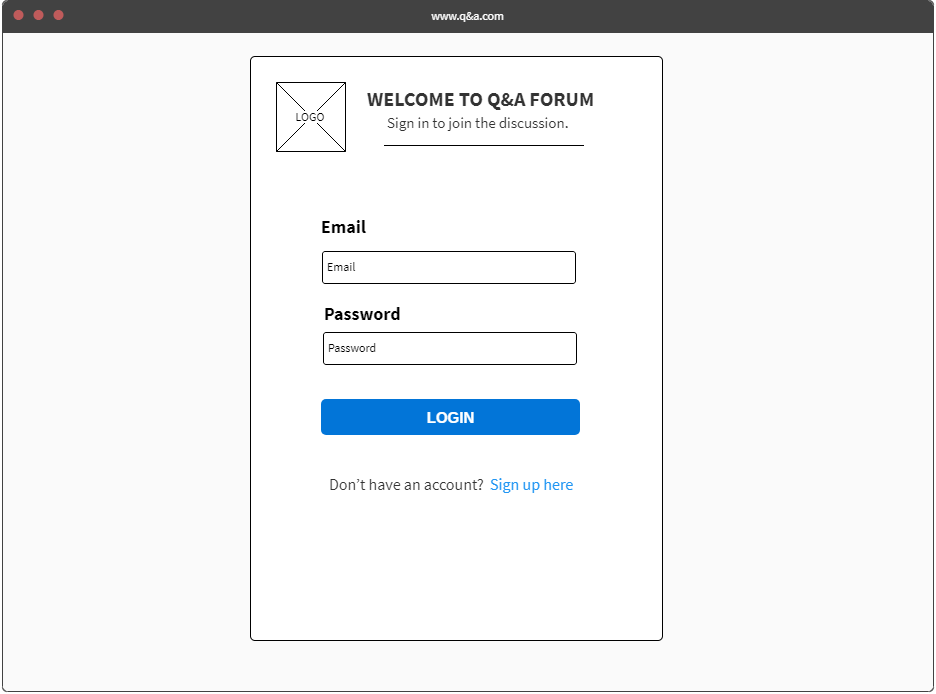 www.q&a.com
LOGO
WELCOME TO Q&A FORUM
Sign in to join the discussion.
Email
Email
Password
Password
LOGIN
Don’t have an account? Sign up here